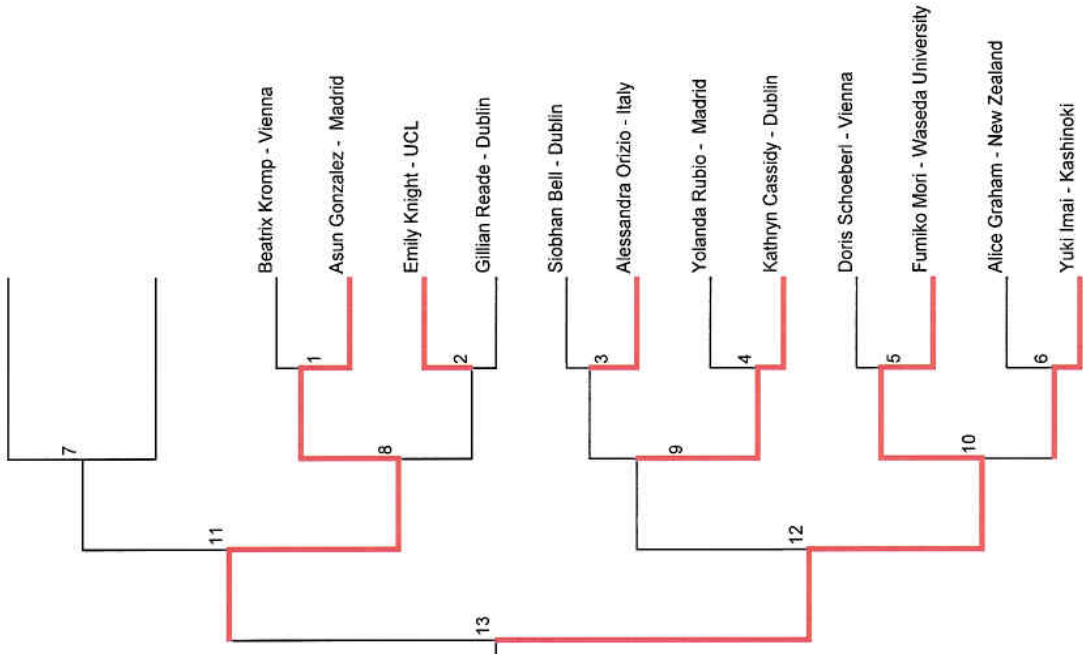 7
Beatrix Kromp - Vienna
1
Asun Gonzalez - Madrid
11
8
Emily Knight - UCL
2
Gillian Reade - Dublin
13
Siobhan Bell - Dublin
3
Alessandra Orizio - Italy
9
Yolanda Rubio - Madrid
4
Kathryn Cassidy - Dublin
12
Doris Schoeberl - Vienna
5
Fumiko Mori - Waseda University
10
Alice Graham - New Zealand
6
Yuki Imai - Kashinoki